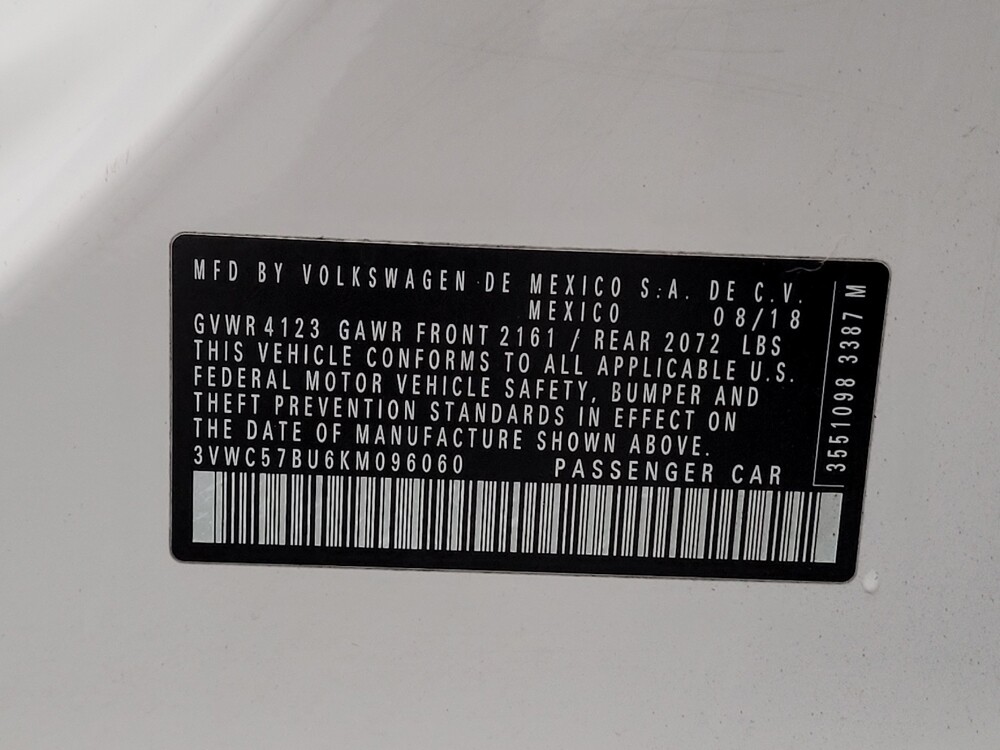 MFD BY VOLKSWAGEN DE MEXICO S.A. DE C.V.
MEXICO 08/18
GVWR 4123 GAWR FRONT 2161 / REAR 2072 LBS
THIS VEHICLE CONFORMS TO ALL APPLICABLE U.S.
FEDERAL MOTOR VEHICLE SAFETY, BUMPER AND
THEFT PREVENTION STANDARDS IN EFFECT ON
THE DATE OF MANUFACTURE SHOWN ABOVE.
3VWC57BU6KM096060 PASSENGER CAR
3551098 3387 M